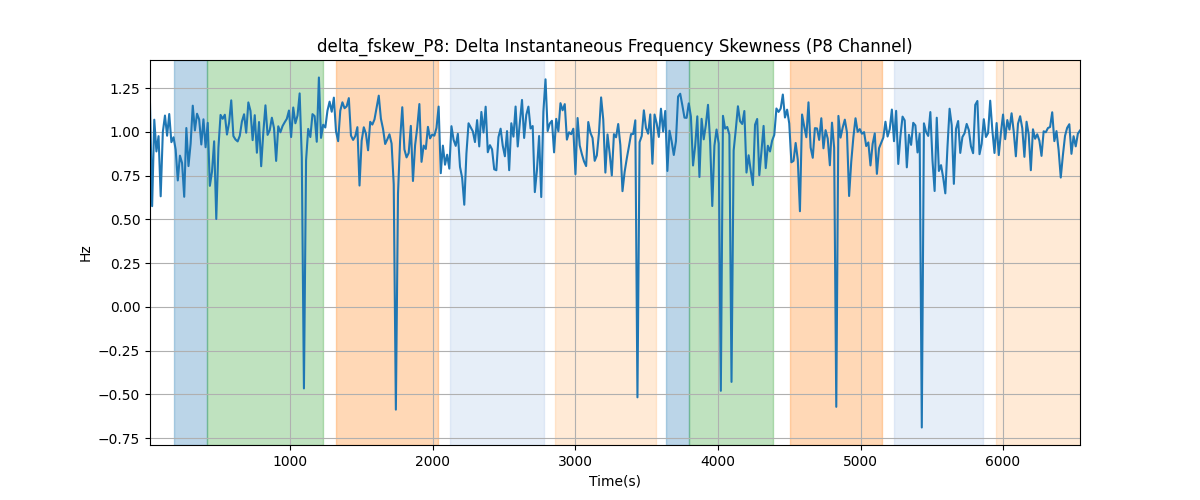 delta_fskew_P8: Delta Instantaneous Frequency Skewness (P8 Channel)
1.25
1.00
0.75
0.50
0.25
0.00
−0.25
−0.50
−0.75
Hz
1000 2000 3000 4000 5000 6000
Time(s)